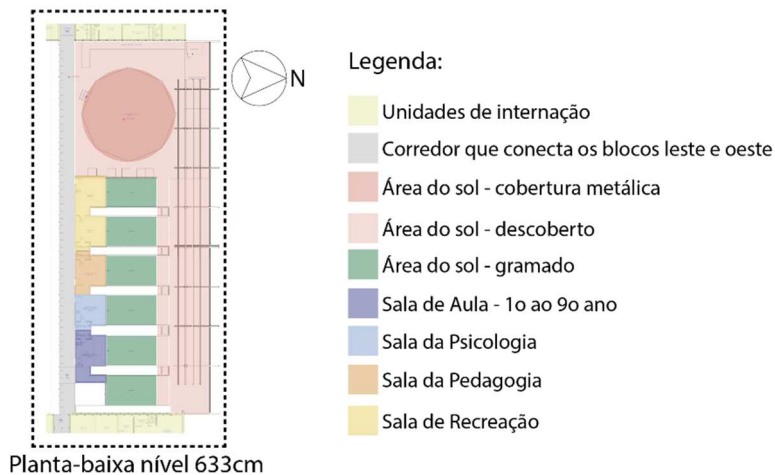 N
Legenda:
Unidades de internação
Corredor que conecta os blocos leste e oeste
Área do sol - cobertura metálica
Área do sol - descoberto
Área do sol - gramado
Sala de Aula - 1o ao 9o ano
Sala da Psicologia
Sala da Pedagogia
Sala de Recreação
Planta-baixa nível 633cm